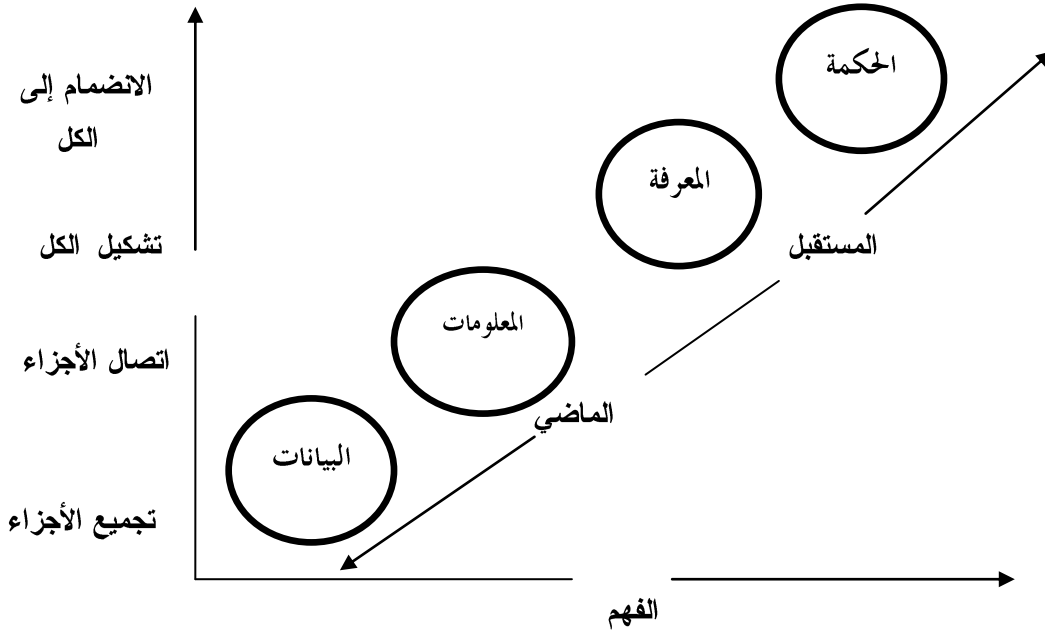 الحكمة
الانضمام إلى
الكل
المعرفة
تشكيل الكل
المستقبل
المعلومات
اتصال الأجزاء
الماضي
البيانات
تجميع الأجزاء
الفهم